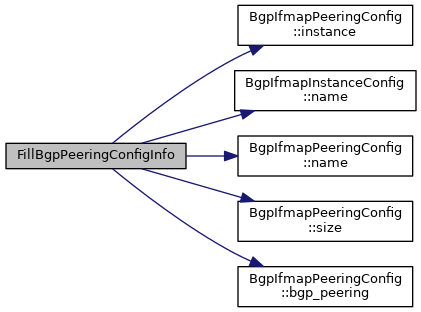 BgpIfmapPeeringConfig
::instance
BgpIfmapInstanceConfig
::name
FillBgpPeeringConfigInfo
BgpIfmapPeeringConfig
::name
BgpIfmapPeeringConfig
::size
BgpIfmapPeeringConfig
::bgp_peering